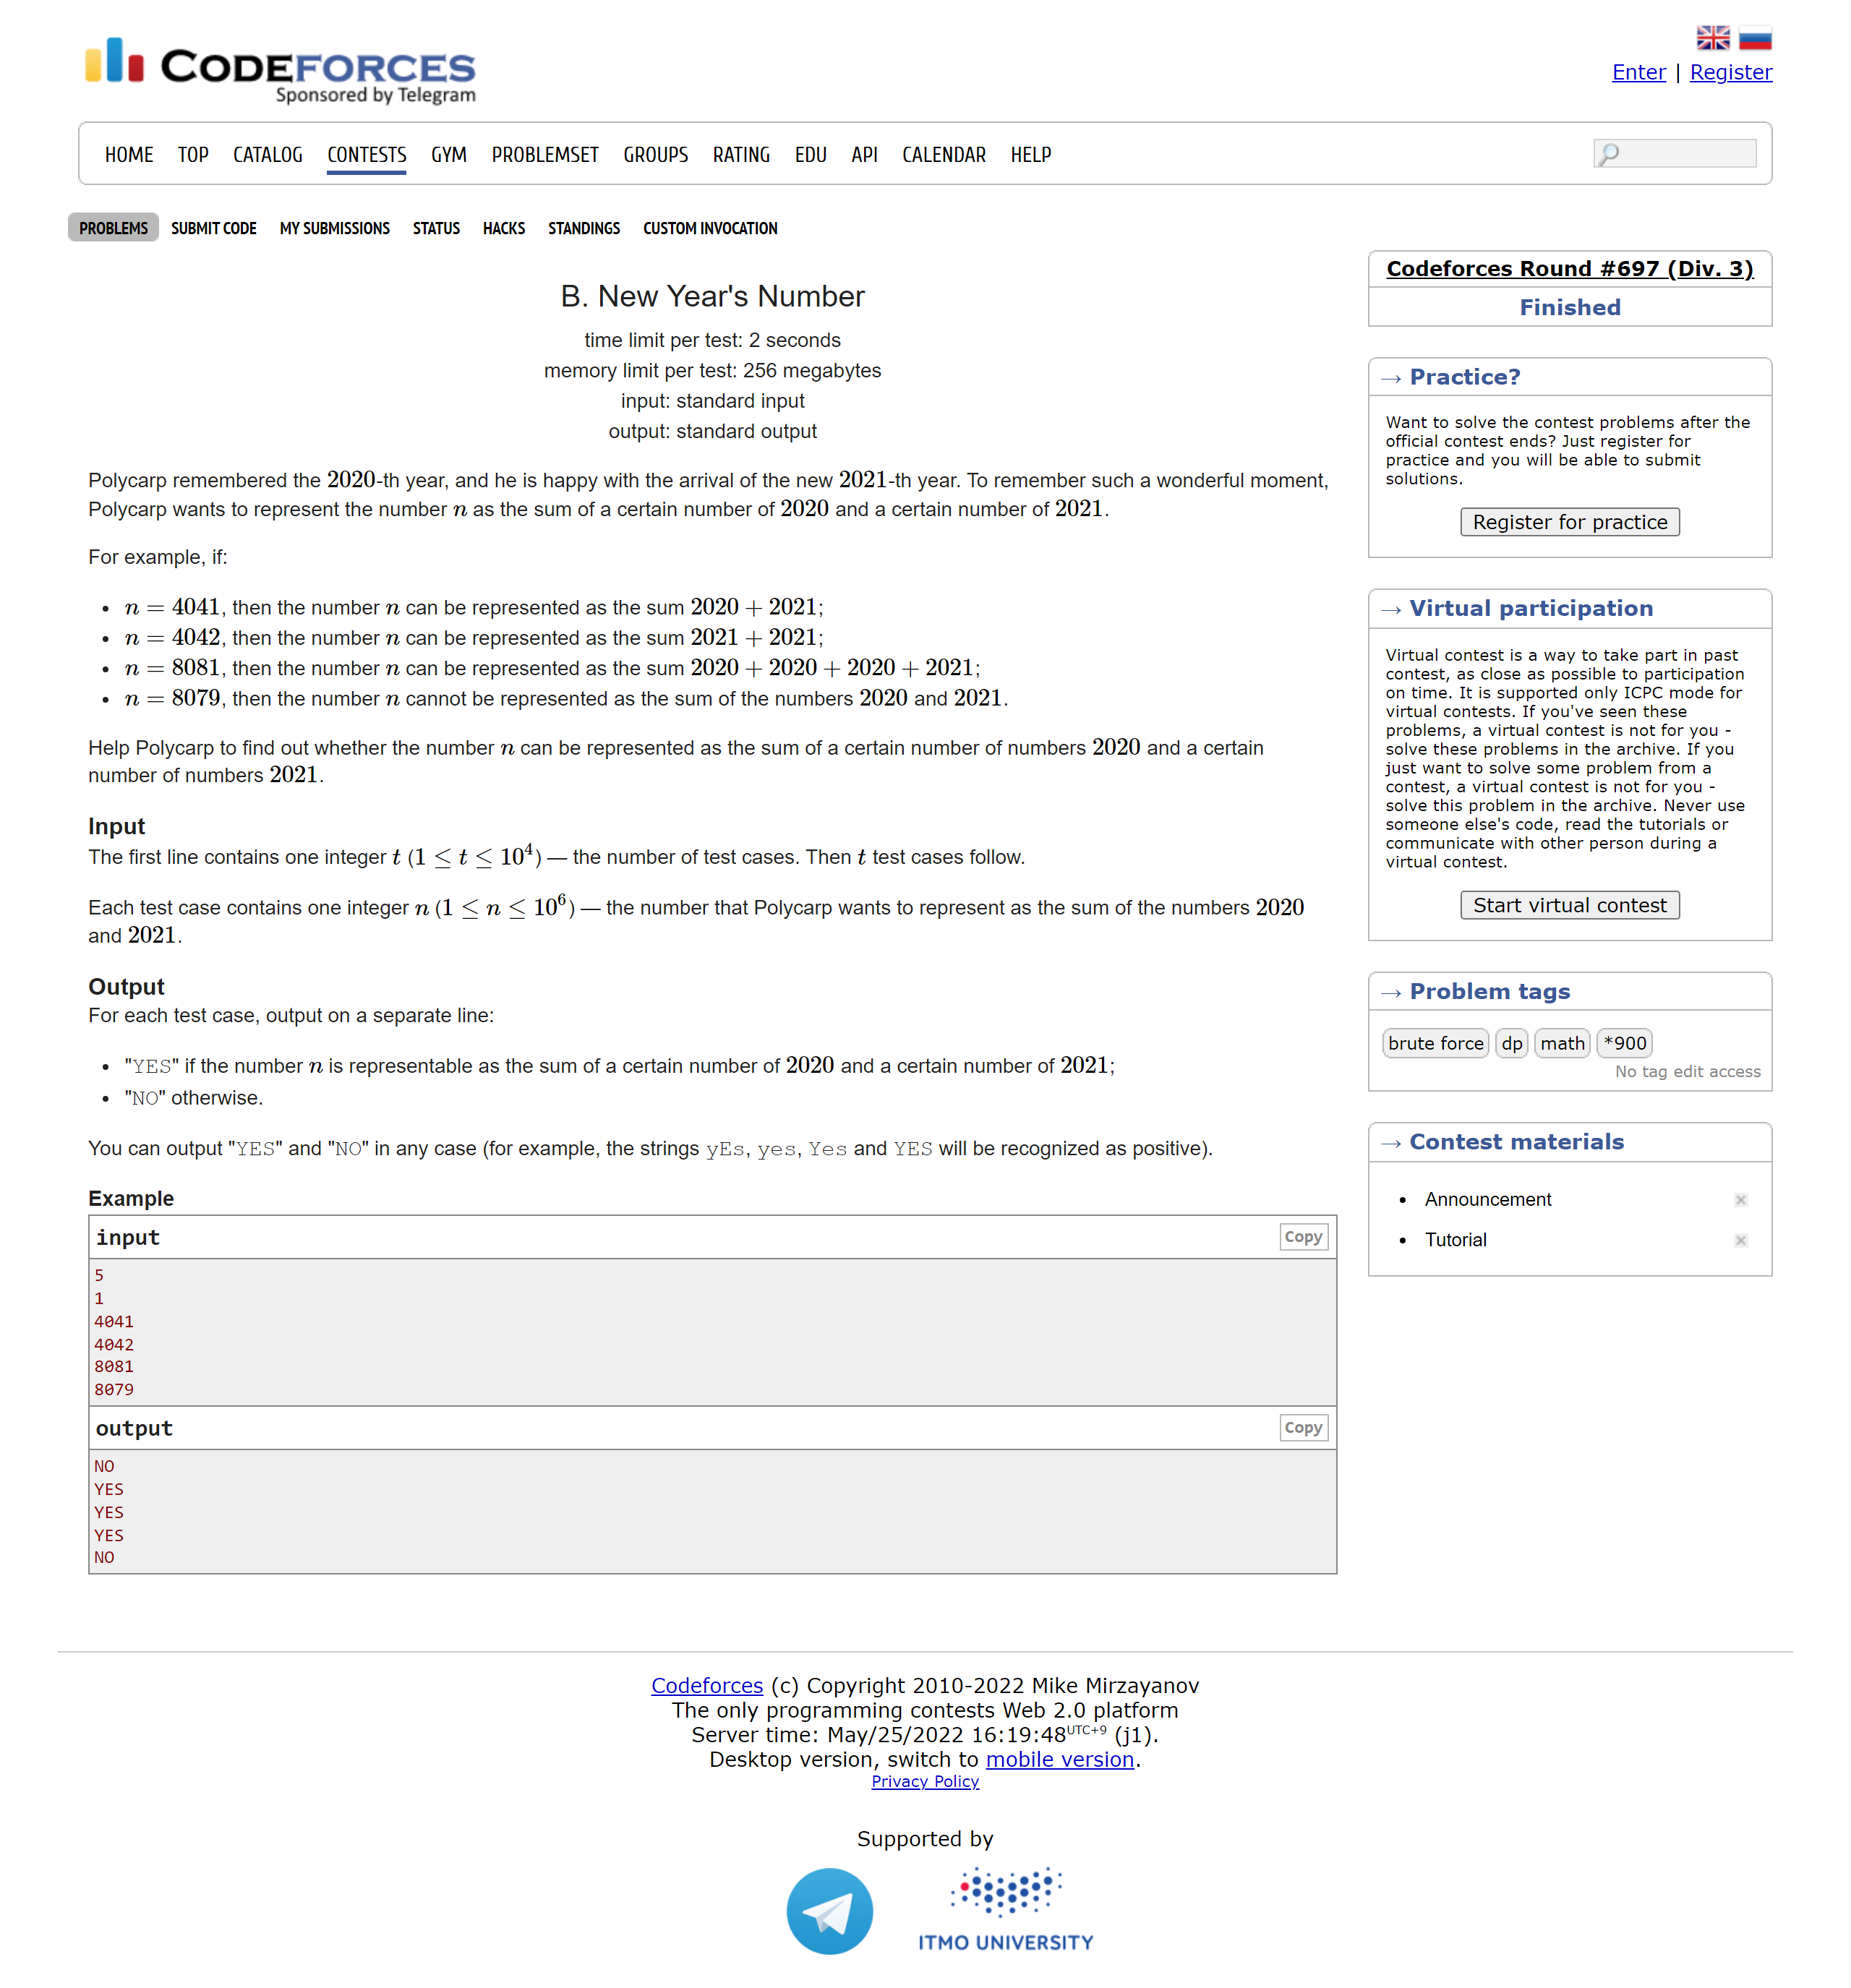 CODEFORCES
Sponsored by Telegram
Enter | Register
HOME TOP CATALOG CONTESTS GYM PROBLEMSET GROUPS RATING EDU API CALENDAR HELP
PROBLEMS SUBMIT CODE MY SUBMISSIONS STATUS HACKS STANDINGS CUSTOM INVOCATION
B. New Year's Number
time limit per test: 2 seconds
memory limit per test: 256 megabytes
input: standard input
output: standard output
Polycarp remembered the 2020-th year, and he is happy with the arrival of the new 2021-th year. To remember such a wonderful moment,
Polycarp wants to represent the number n as the sum of a certain number of 2020 and a certain number of 2021.
For example, if:
• n = 4041, then the number n can be represented as the sum 2020 + 2021;
• n = 4042, then the number n can be represented as the sum 2021 + 2021;
• n = 8081, then the number n can be represented as the sum 2020 + 2020 + 2020 + 2021;
• n = 8079, then the number n cannot be represented as the sum of the numbers 2020 and 2021.
Help Polycarp to find out whether the number n can be represented as the sum of a certain number of numbers 2020 and a certain
number of numbers 2021.
Input
The first line contains one integer t (1 ≤ t ≤ 10⁴) — the number of test cases. Then t test cases follow.
Each test case contains one integer n (1 ≤ n ≤ 10⁶) — the number that Polycarp wants to represent as the sum of the numbers 2020
and 2021.
Output
For each test case, output on a separate line:
• "YES" if the number n is representable as the sum of a certain number of 2020 and a certain number of 2021;
• "NO" otherwise.
You can output "YES" and "NO" in any case (for example, the strings yEs, yes, Yes and YES will be recognized as positive).
Example
input Copy
5
1
4041
4042
8081
8079
output Copy
NO
YES
YES
YES
NO
Codeforces Round #697 (Div. 3)
Finished
→ Practice?
Want to solve the contest problems after the
official contest ends? Just register for
practice and you will be able to submit
solutions.
Register for practice
→ Virtual participation
Virtual contest is a way to take part in past
contest, as close as possible to participation
on time. It is supported only ICPC mode for
virtual contests. If you've seen these
problems, a virtual contest is not for you -
solve these problems in the archive. If you
just want to solve some problem from a
contest, a virtual contest is not for you -
solve this problem in the archive. Never use
someone else's code, read the tutorials or
communicate with other person during a
virtual contest.
Start virtual contest
→ Problem tags
brute force dp math *900
No tag edit access
→ Contest materials
• Announcement
• Tutorial
Codeforces (c) Copyright 2010-2022 Mike Mirzayanov
The only programming contests Web 2.0 platform
Server time: May/25/2022 16:19:48 UTC+9 (j1).
Desktop version, switch to mobile version.
Privacy Policy
Supported by
ITMO UNIVERSITY